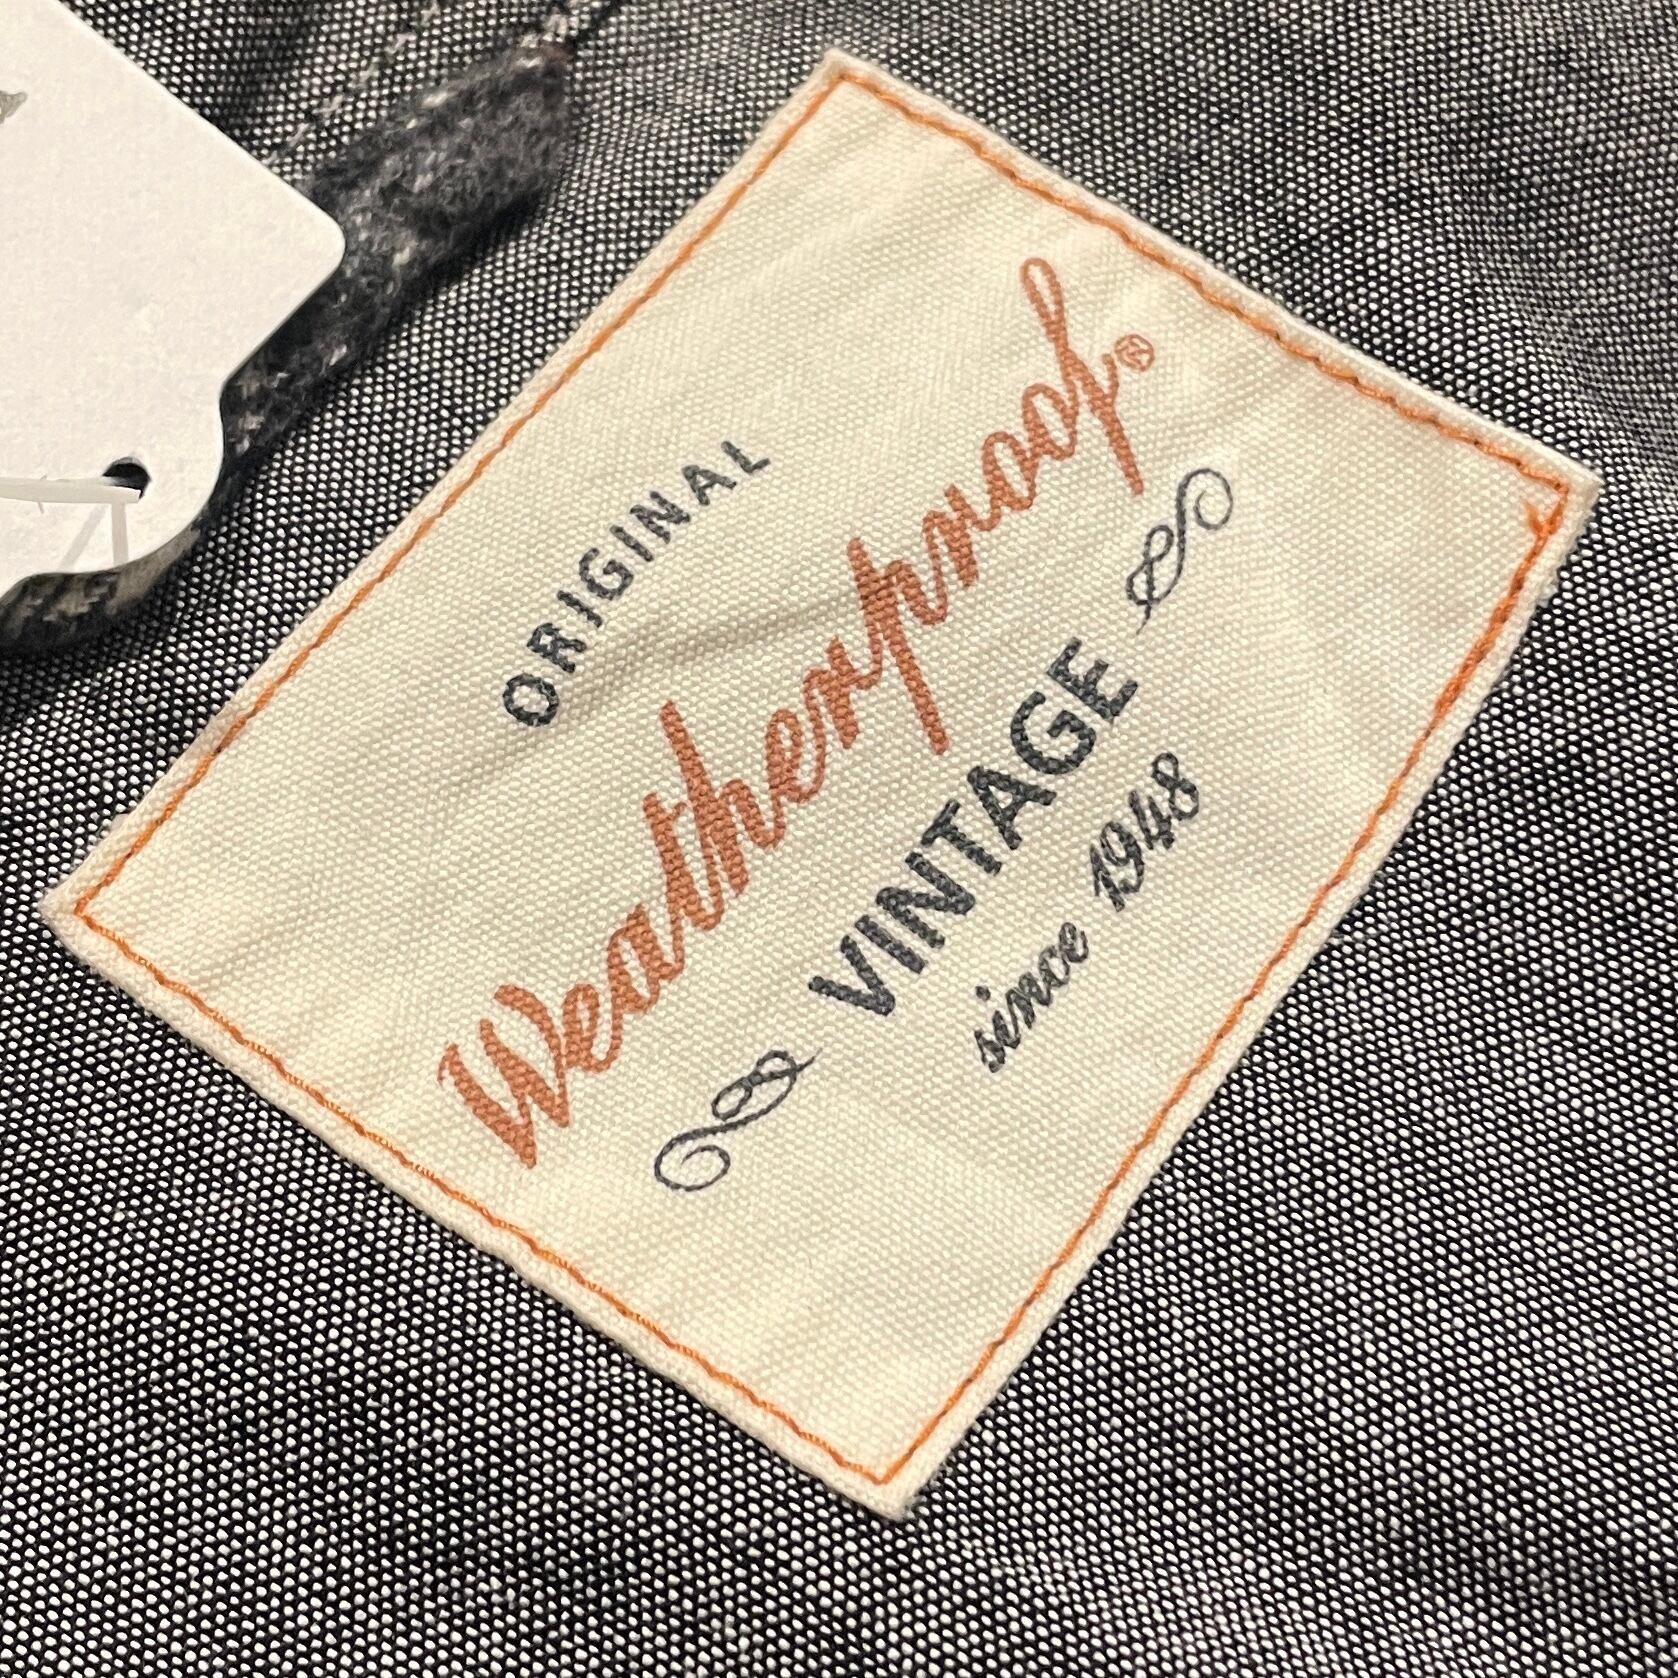 ORIGINAL
Weatherproof®
VINTAGE
since 1948